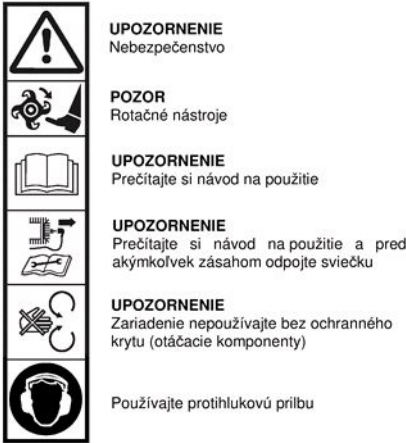 UPOZORNENIE
Nebezpečenstvo
POZOR
Rotačné nástroje
UPOZORNENIE
Prečítajte si návod na použitie
UPOZORNENIE
Prečítajte si návod na použitie a pred
akýmkoľvek zásahom odpojte sviečku
UPOZORNENIE
Zariadenie nepoužívajte bez ochranného
krytu (otáčacie komponenty)
Používajte protihlukovú prilbu